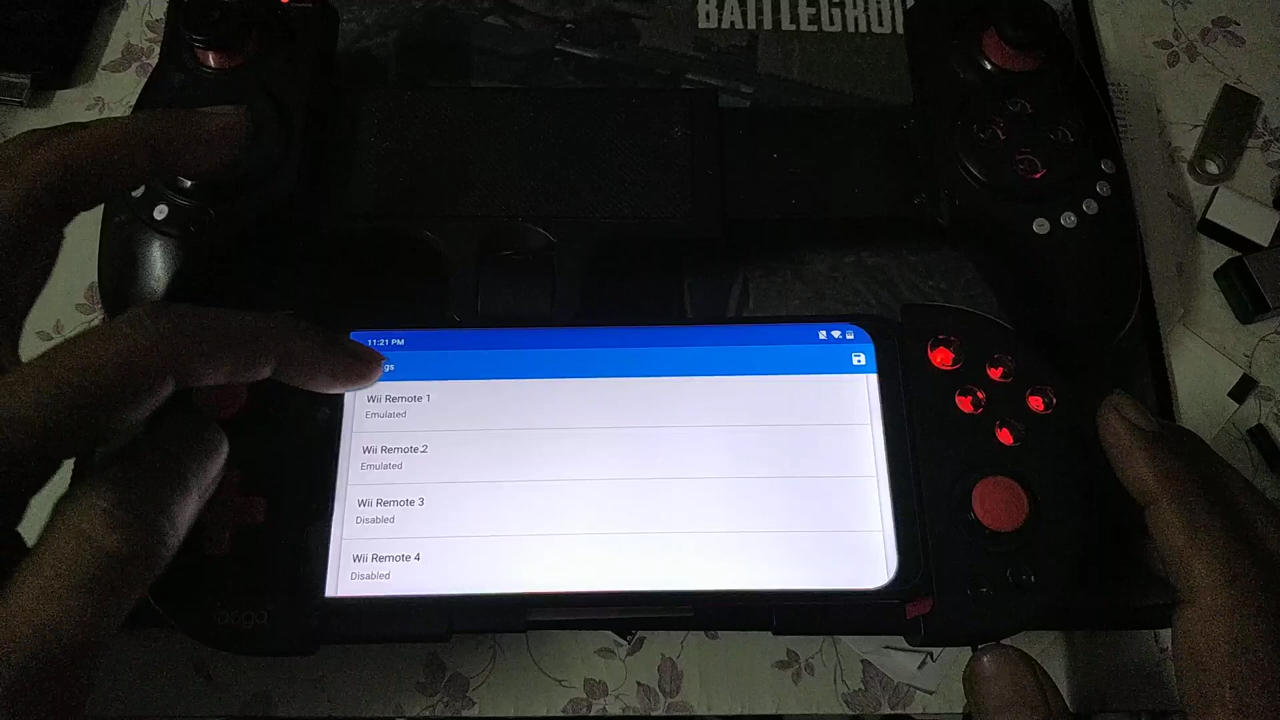 BATTLEGROU
11:21 PM
gs
Wii Remote 1
Emulated
Wii Remote 2
Emulated
Wii Remote 3
Disabled
Wii Remote 4
Disabled